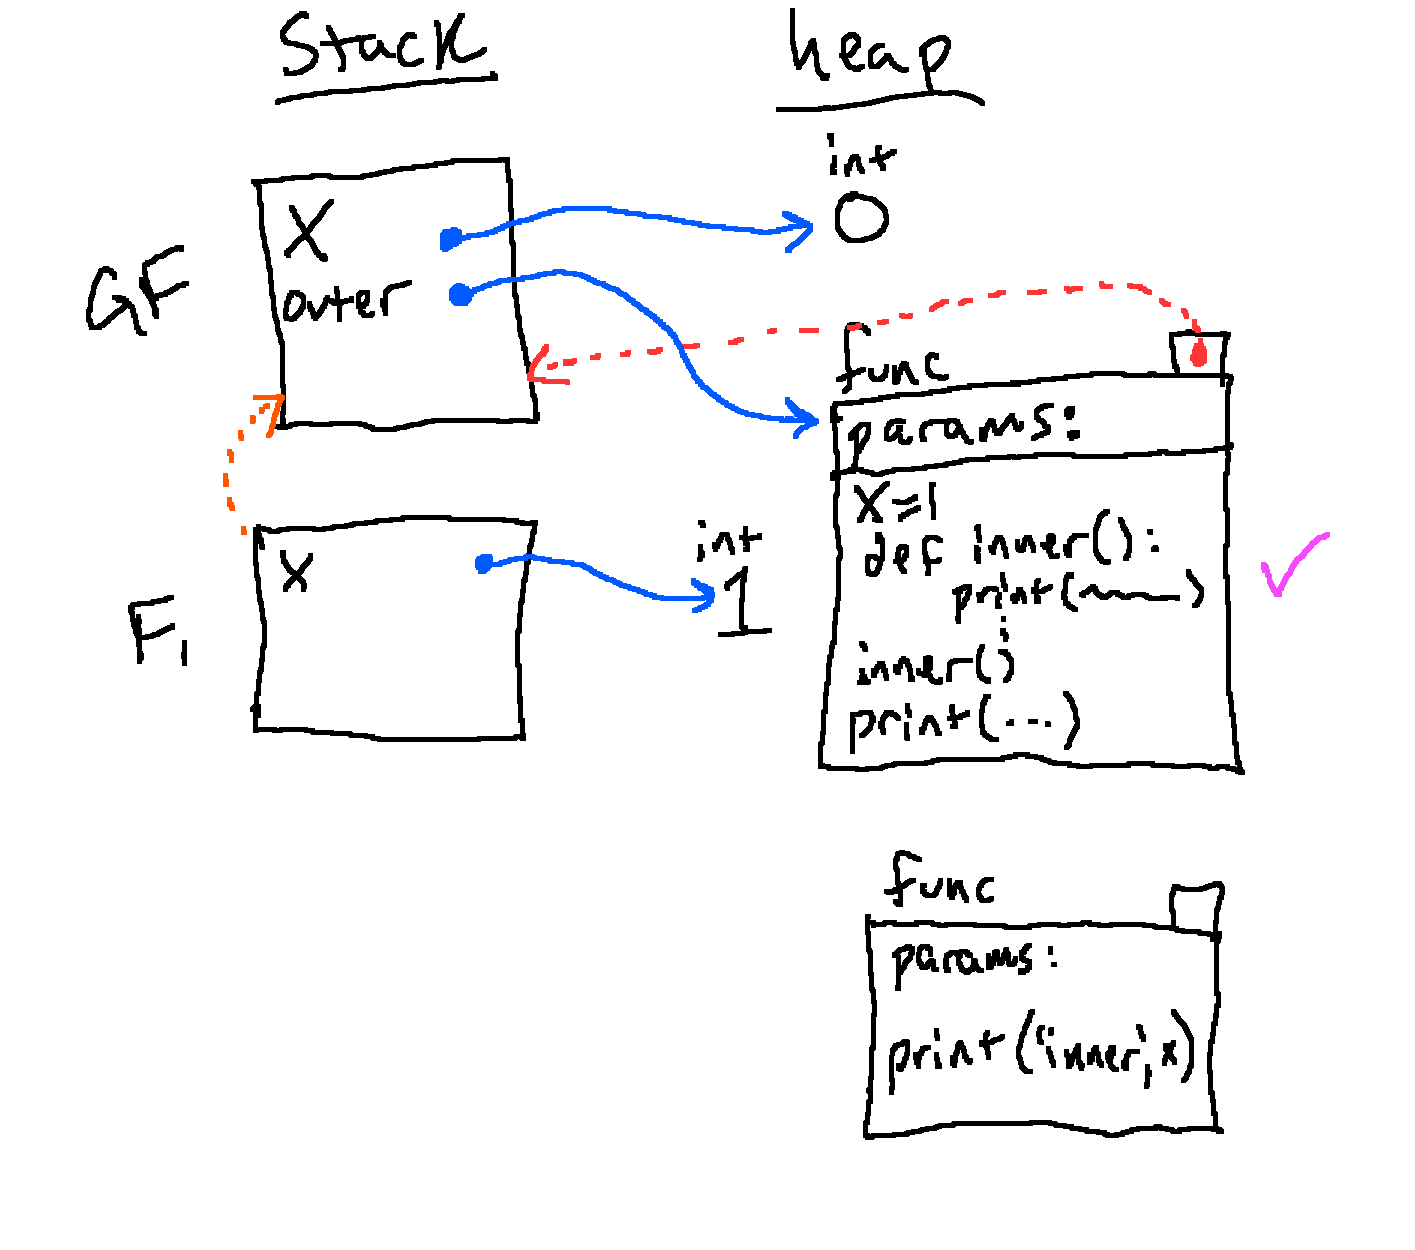 Stack
heap
int
0
GF
X
outer
func
params:
X=1
def inner():
print(~~~)
inner()
print(...)
F1
x
int
1
func
params:
print('inner', x)